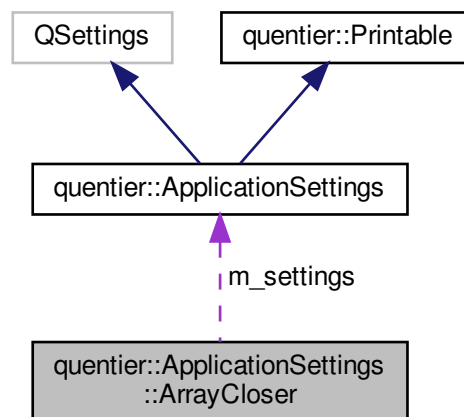 QSettings
quentier::Printable
quentier::ApplicationSettings
m_settings
quentier::ApplicationSettings
::ArrayCloser